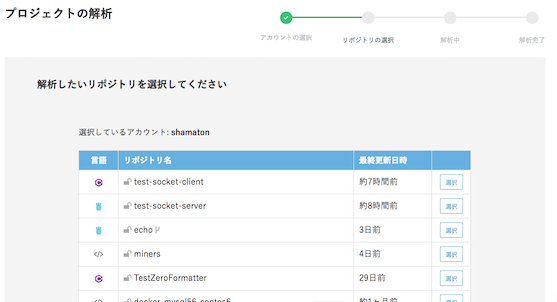 プロジェクトの解析
アカウントの選択
リポジトリの選択
解析中
解析完了
解析したいリポジトリを選択してください
選択しているアカウント: shamaton
言語 リポジトリ名 最終更新日時
test-socket-client 約7時間前 選択
test-socket-server 約8時間前 選択
echo 3日前 選択
miners 4日前 選択
TestZeroFormatter 29日前 選択
docker-mysql56-centos6 約1ヶ月前